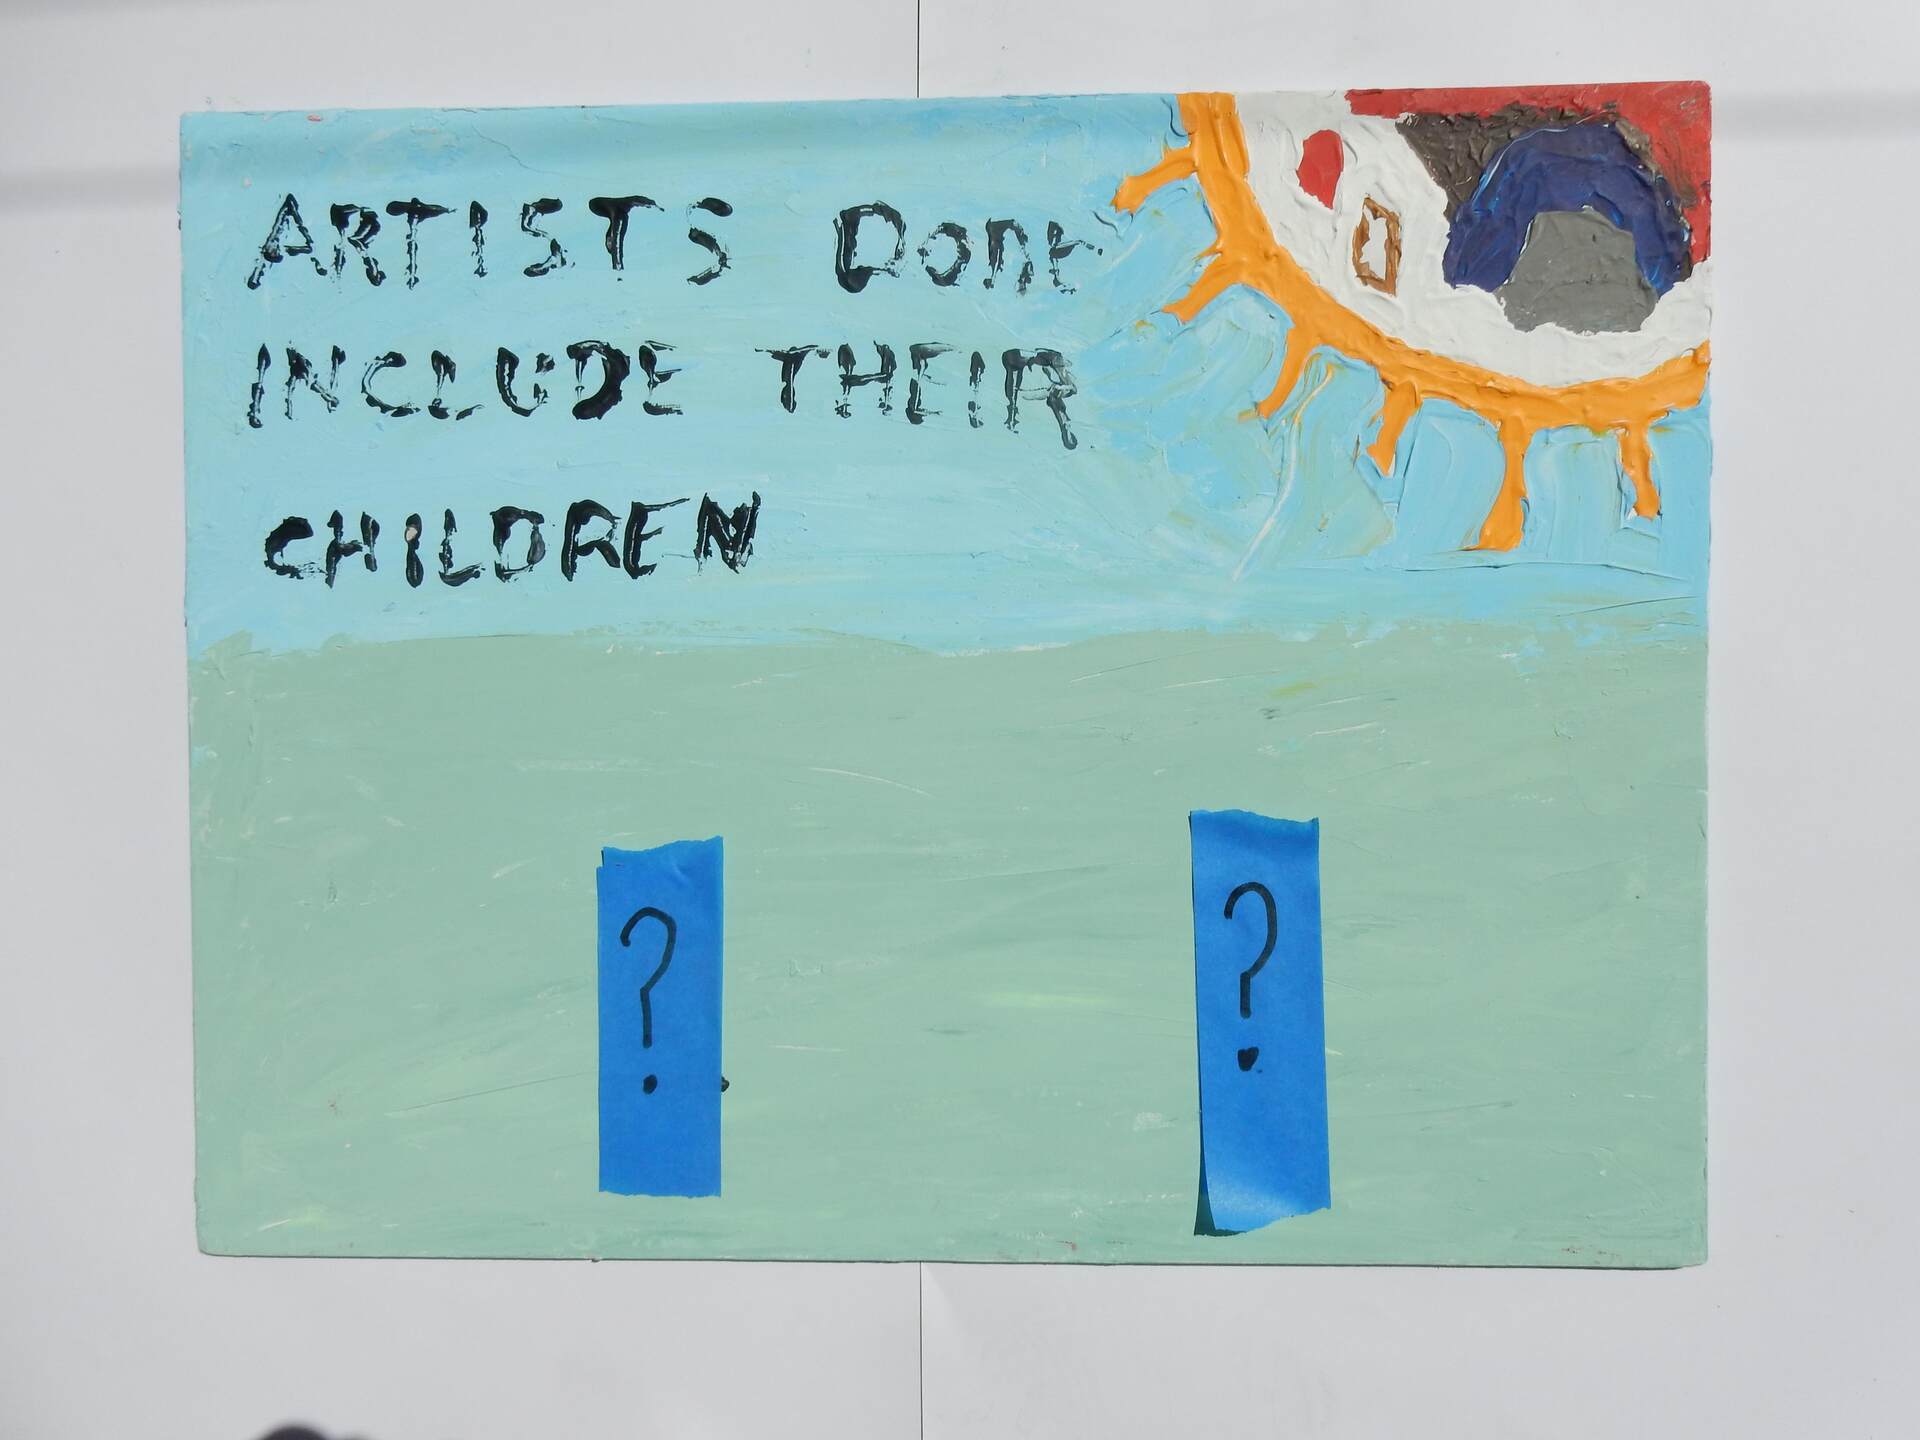 ARTISTS Dont
INCLUDE THEIR
CHILDREN
? ?